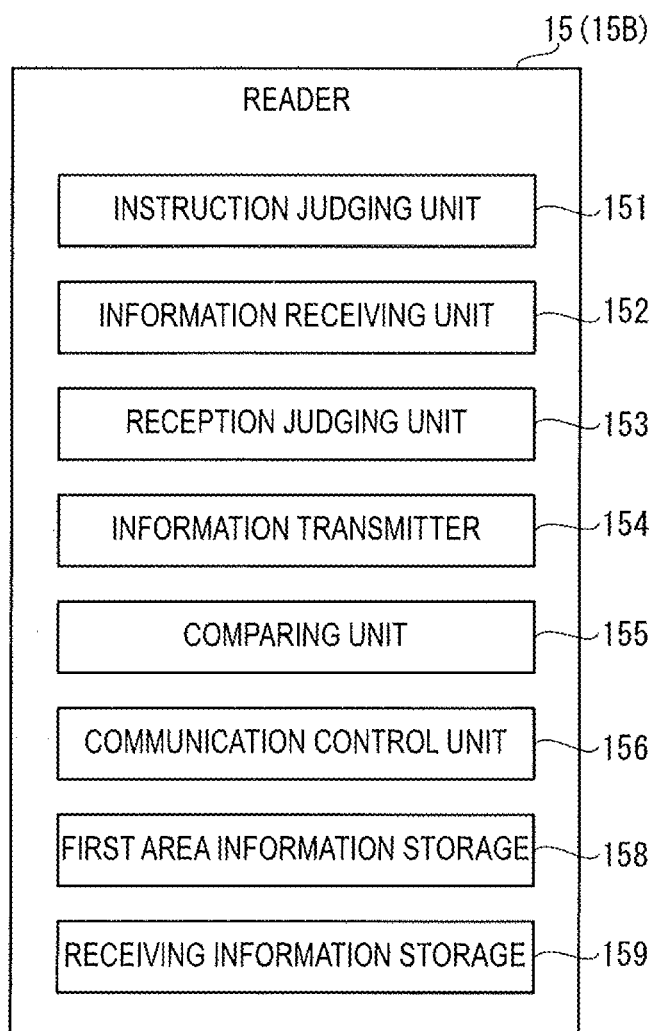 15(15B)
READER
INSTRUCTION JUDGING UNIT 151
INFORMATION RECEIVING UNIT 152
RECEPTION JUDGING UNIT 153
INFORMATION TRANSMITTER 154
COMPARING UNIT 155
COMMUNICATION CONTROL UNIT 156
FIRST AREA INFORMATION STORAGE 158
RECEIVING INFORMATION STORAGE 159